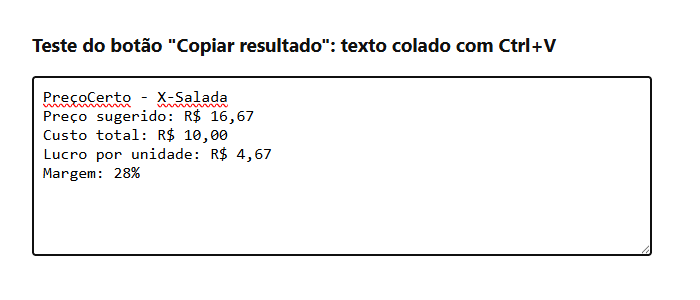 Teste do botão "Copiar resultado": texto colado com Ctrl+V
PreçoCerto - X-Salada
Preço sugerido: R$ 16,67
Custo total: R$ 10,00
Lucro por unidade: R$ 4,67
Margem: 28%